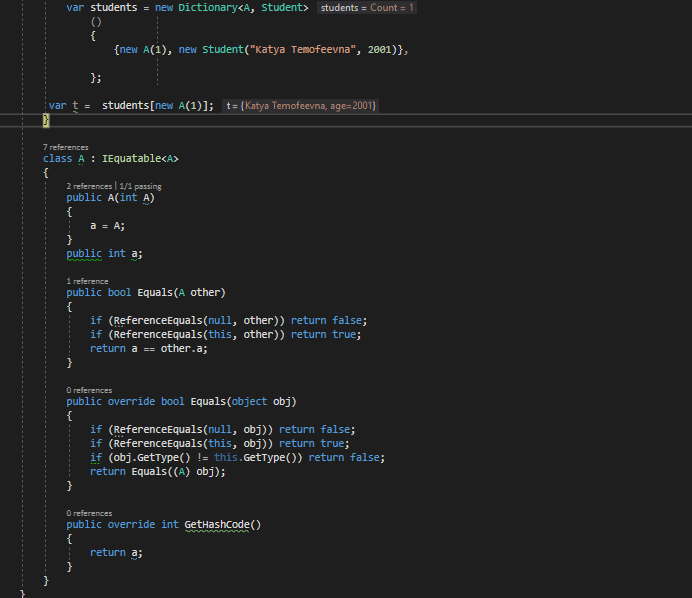 var students = new Dictionary<A, Student> students = Count = 1
()
{
{new A(1), new Student("Katya Temofeevna", 2001)},
};
var t = students[new A(1)]; t = {Katya Temofeevna, age=2001}
}
7 references
class A : IEquatable<A>
{
2 references | 1/1 passing
public A(int A)
{
a = A;
}
public int a;
1 reference
public bool Equals(A other)
{
if (ReferenceEquals(null, other)) return false;
if (ReferenceEquals(this, other)) return true;
return a == other.a;
}
0 references
public override bool Equals(object obj)
{
if (ReferenceEquals(null, obj)) return false;
if (ReferenceEquals(this, obj)) return true;
if (obj.GetType() != this.GetType()) return false;
return Equals((A) obj);
}
0 references
public override int GetHashCode()
{
return a;
}
}
}